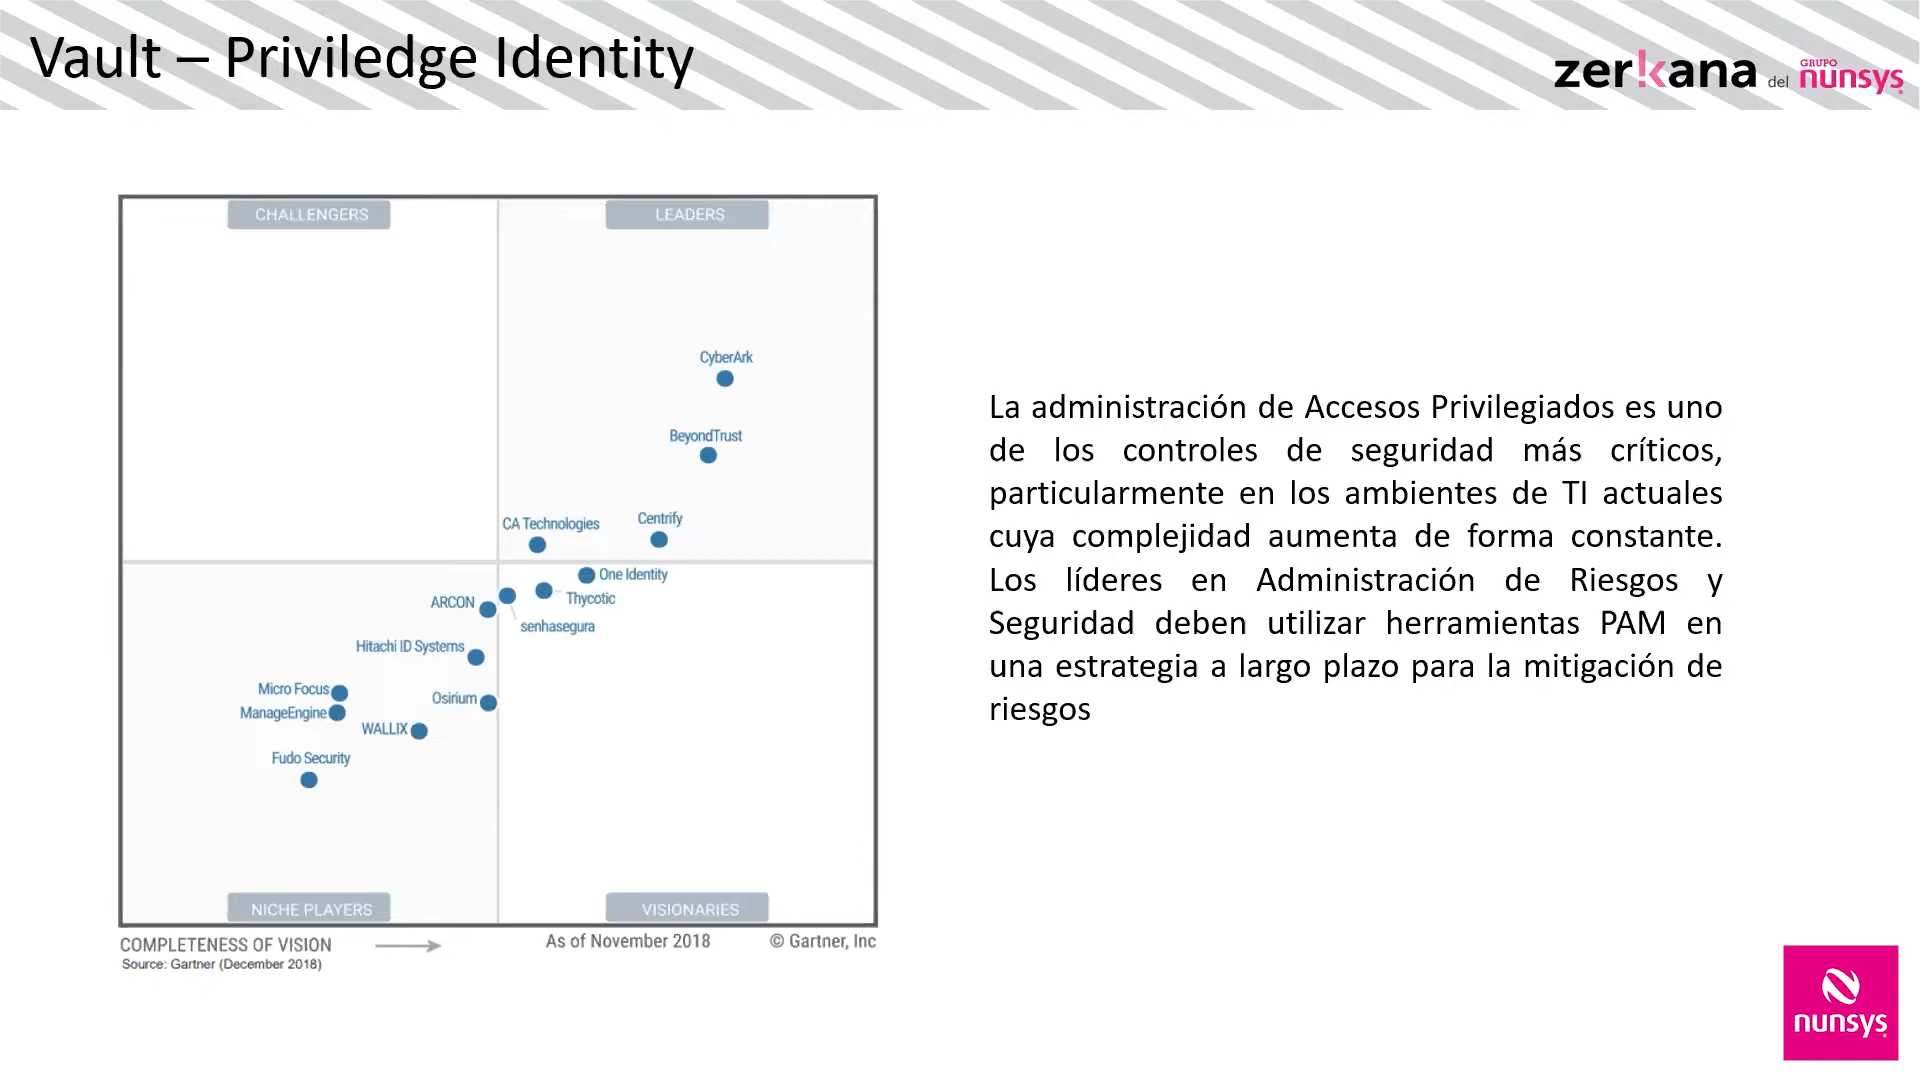 Vault – Priviledge Identity
zer!kana del GRUPO nunsys
CHALLENGERS
LEADERS
CyberArk
BeyondTrust
CA Technologies
Centrify
One Identity
Thycotic
ARCON
senhasegura
Hitachi ID Systems
Micro Focus
Osirium
ManageEngine
WALLIX
Fudo Security
NICHE PLAYERS
VISIONARIES
COMPLETENESS OF VISION
As of November 2018
© Gartner, Inc
Source: Gartner (December 2018)
La administración de Accesos Privilegiados es uno
de los controles de seguridad más críticos,
particularmente en los ambientes de TI actuales
cuya complejidad aumenta de forma constante.
Los líderes en Administración de Riesgos y
Seguridad deben utilizar herramientas PAM en
una estrategia a largo plazo para la mitigación de
riesgos
nunsys